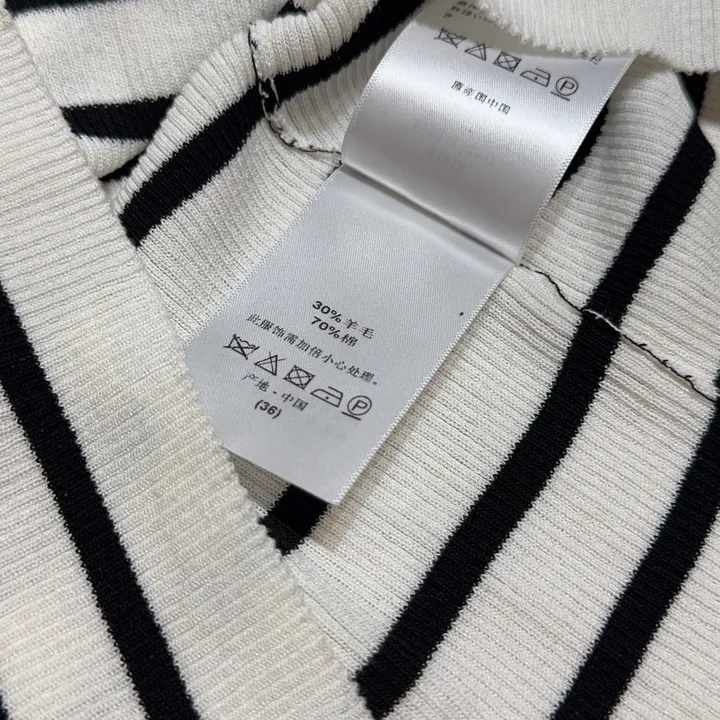 原産国中国
30%羊毛
70%棉
此服饰需加倍小心处理。
产地 - 中国
(36)